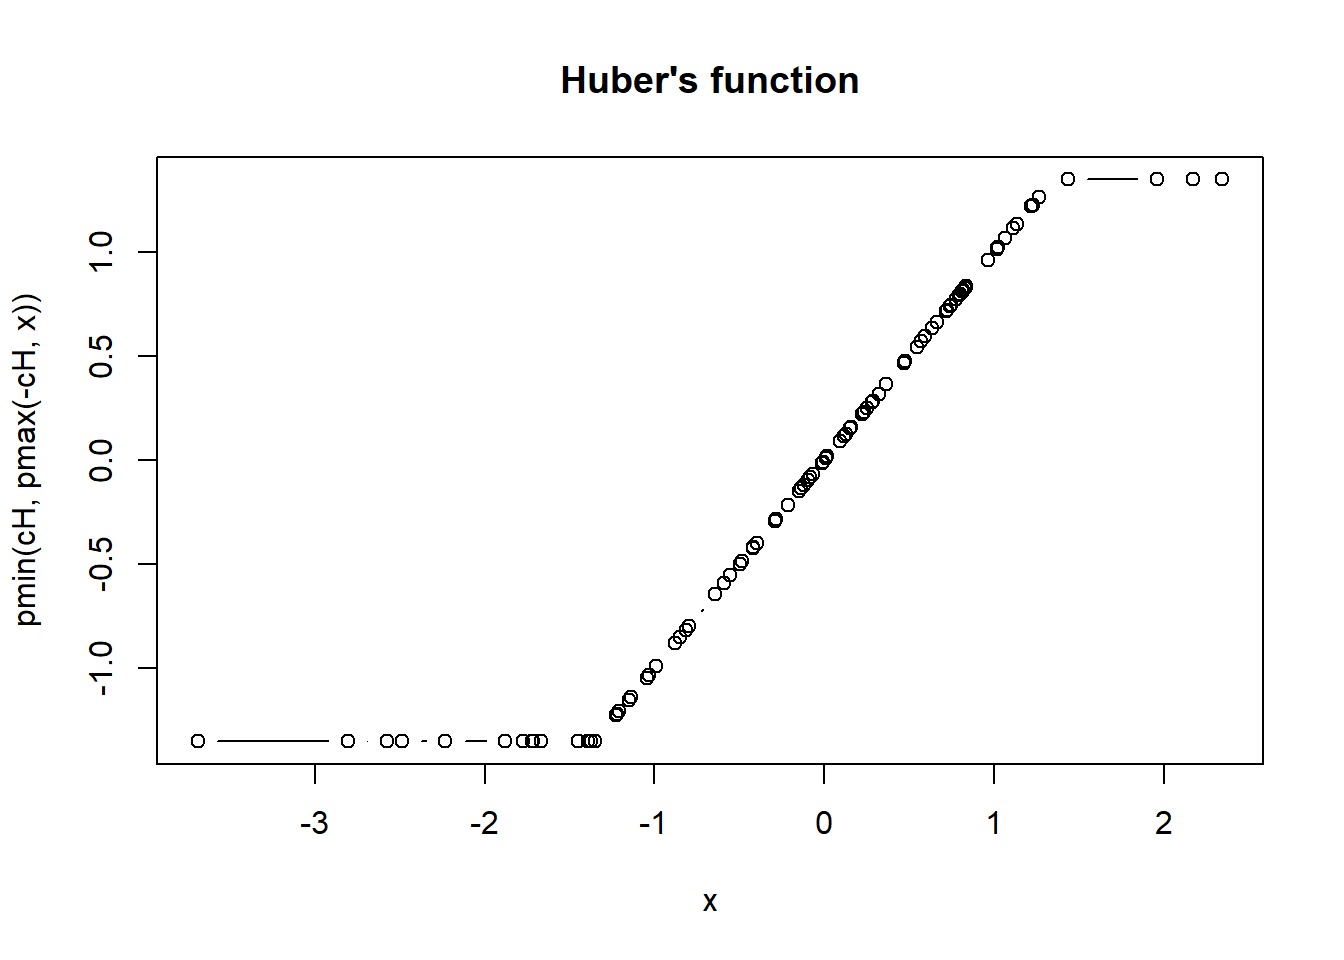 Huber's function
pmin(cH, pmax(-cH, x))
1.0
0.5
0.0
-0.5
-1.0
-3 -2 -1 0 1 2
x